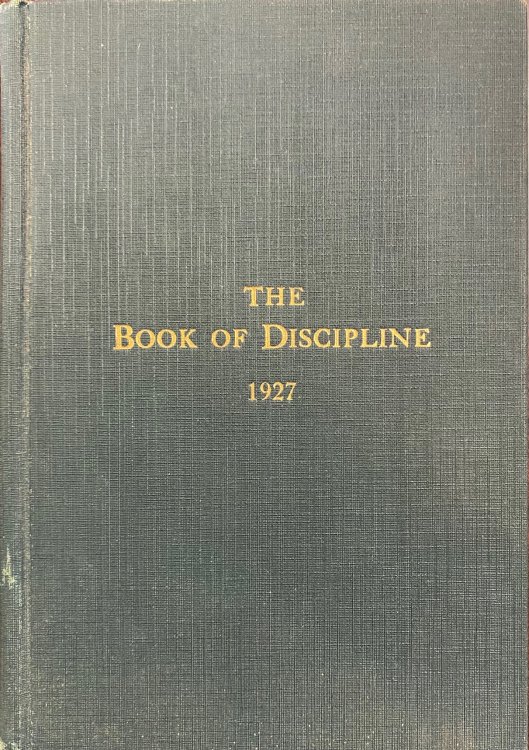 THE
BOOK OF DISCIPLINE
1927